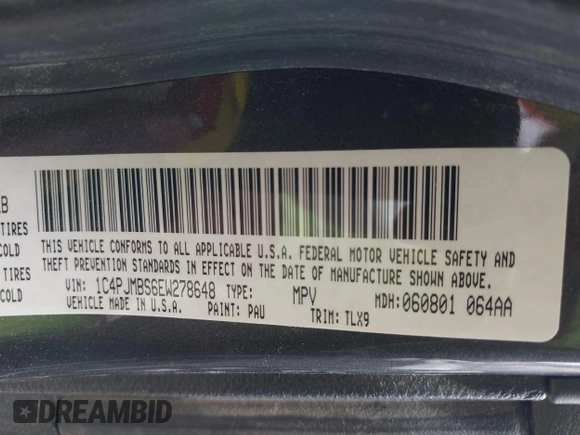 LB
TIRES
COLD
TIRES
COLD
THIS VEHICLE CONFORMS TO ALL APPLICABLE U.S.A. FEDERAL MOTOR VEHICLE SAFETY AND
THEFT PREVENTION STANDARDS IN EFFECT ON THE DATE OF MANUFACTURE SHOWN ABOVE.
VIN: 1C4PJMBS6EW278648 TYPE: MPV MDH:060801 064AA
VEHICLE MADE IN U.S.A. PAINT: PAU TRIM: TLX9
DREAMBID